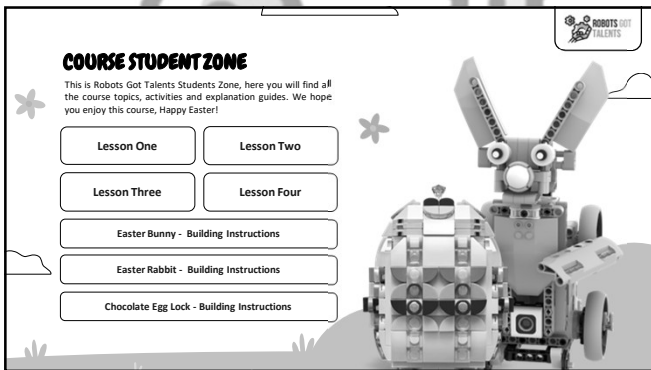 ROBOTS GOT
TALENTS
COURSE STUDENT ZONE
This is Robots Got Talents Students Zone, here you will find all
the course topics, activities and explanation guides. We hope
you enjoy this course, Happy Easter!
Lesson One
Lesson Two
Lesson Three
Lesson Four
Easter Bunny - Building Instructions
Easter Rabbit - Building Instructions
Chocolate Egg Lock - Building Instructions